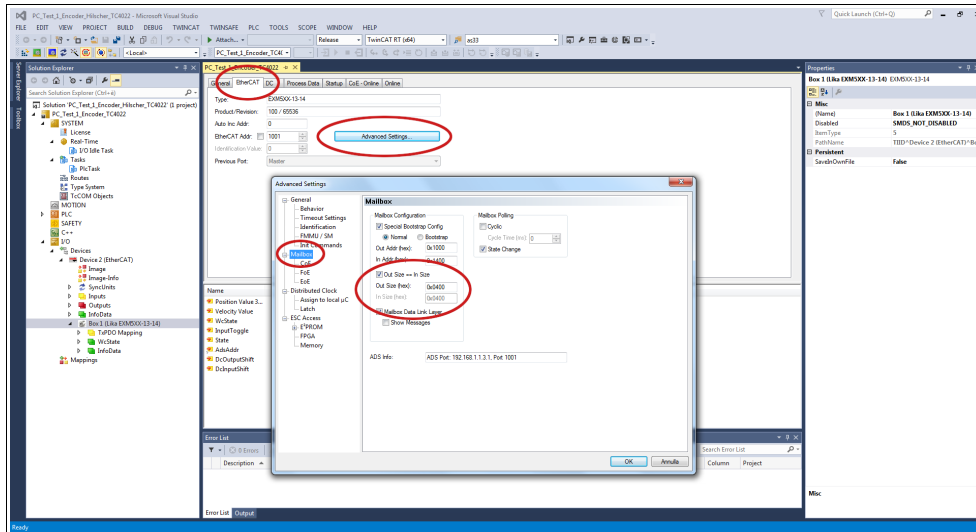 PC_Test_1_Encoder_Hilscher_TC4022 - Microsoft Visual Studio
Quick Launch (Ctrl+Q)
FILE EDIT VIEW PROJECT BUILD DEBUG TWINCAT TWINSAFE PLC TOOLS SCOPE WINDOW HELP
Attach... Release TwinCAT RT (x64) as33
<Local> PC_Test_1_Encoder_TC4(
Server Explorer
Toolbox
Solution Explorer
Search Solution Explorer (Ctrl+è)
Solution 'PC_Test_1_Encoder_Hilscher_TC4022' (1 project)
PC_Test_1_Encoder_TC4022
SYSTEM
License
Real-Time
I/O Idle Task
Tasks
PlcTask
Routes
Type System
TcCOM Objects
MOTION
PLC
SAFETY
C++
I/O
Devices
Device 2 (EtherCAT)
Image
Image-Info
SyncUnits
Inputs
Outputs
InfoData
Box 1 (Lika EXM5XX-13-14)
TxPDO Mapping
WcState
InfoData
Mappings
General EtherCAT DC Process Data Startup CoE - Online Online
Type: EXM5XX-13-14
Product/Revision: 100 / 65536
Auto Inc Addr: 0
EtherCAT Addr: 1001 Advanced Settings...
Identification Value: 0
Previous Port: Master
Name
Position Value 3...
Velocity Value
WcState
InputToggle
State
AdsAddr
DcOutputShift
DcInputShift
Advanced Settings
General
Behavior
Timeout Settings
Identification
FMMU / SM
Init Commands
Mailbox
CoE
FoE
EoE
Distributed Clock
Assign to local µC
Latch
ESC Access
E²PROM
FPGA
Memory
Mailbox
Mailbox Configuration
Special Bootstrap Config
Normal Bootstrap
Out Addr (hex): 0x1000
In Addr (hex): 0x1400
Out Size == In Size
Out Size (hex): 0x0400
In Size (hex): 0x0400
Mailbox Data Link Layer
Show Messages
Mailbox Polling
Cyclic
Cycle Time (ms): 0
State Change
ADS Info: ADS Port: 192.168.1.1.3.1, Port 1001
OK Annulla
Error List
0 Errors
Search Error List
Description Column Project
Error List Output
Properties
Box 1 (Lika EXM5XX-13-14) EXM5XX-13-14
Misc
(Name) Box 1 (Lika EXM5XX-13-14)
Disabled SMDS_NOT_DISABLED
ItemType 5
PathName TIID^Device 2 (EtherCAT)^Bo
Persistent
SaveInOwnFile False
Misc
Ready